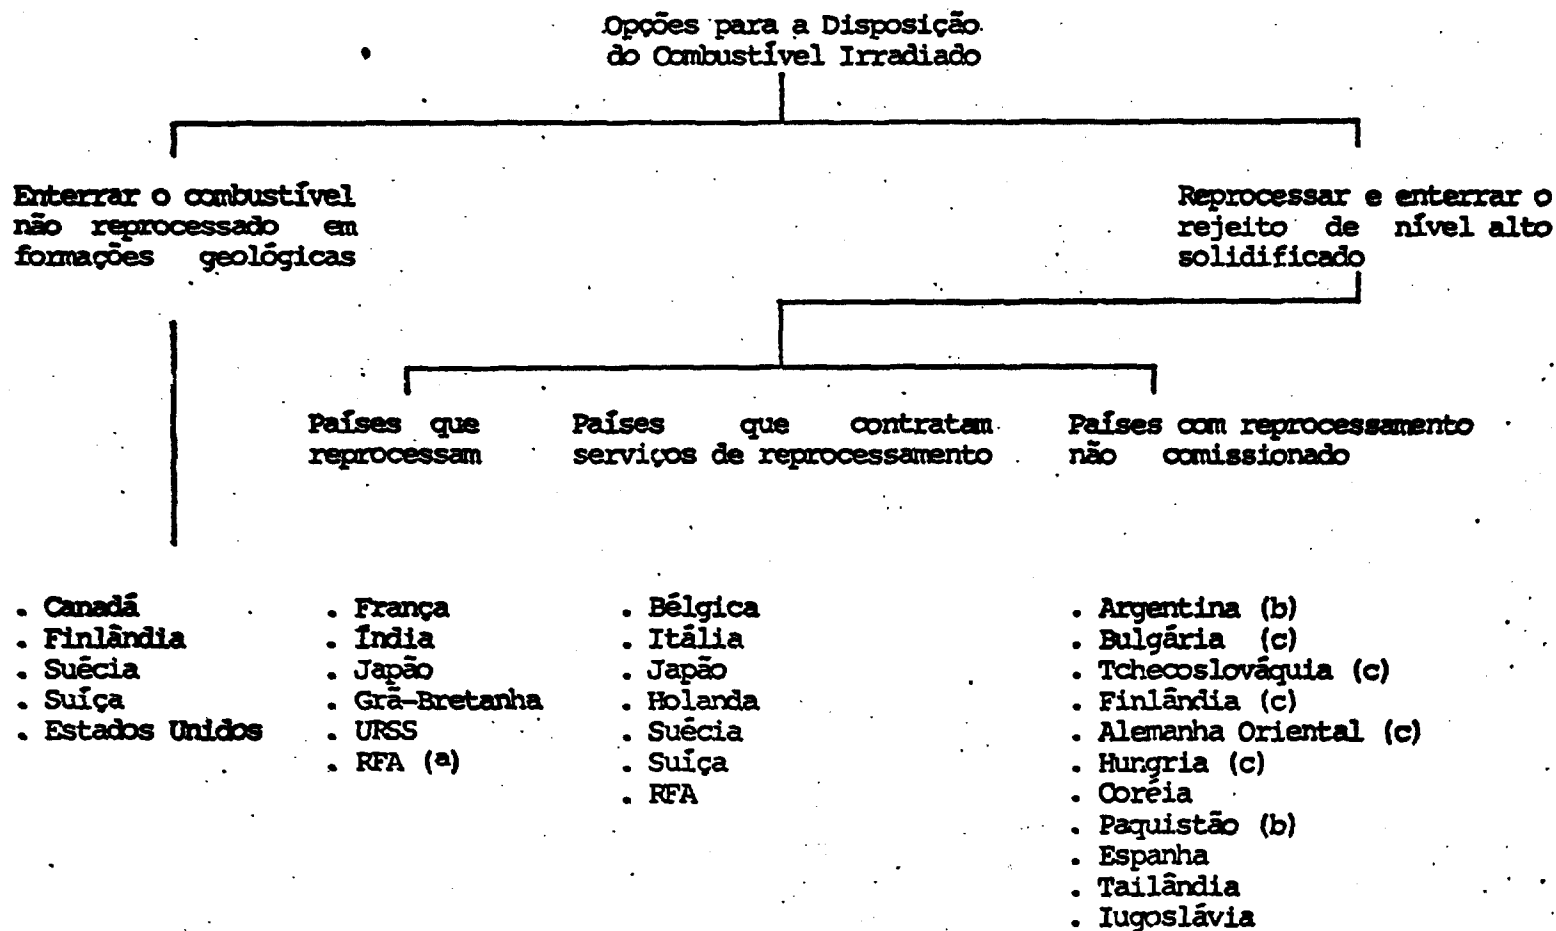 Opções para a Disposição
do Combustível Irradiado
Enterrar o combustível
não reprocessado em
formações geológicas
Reprocessar e enterrar o
rejeito de nível alto
solidificado
Países que
reprocessam
Países que contratam
serviços de reprocessamento
Países com reprocessamento
não comissionado
. Canadá
. Finlândia
. Suécia
. Suíça
. Estados Unidos
. França
. Índia
. Japão
. Grã-Bretanha
. URSS
. RFA (a)
. Bélgica
. Itália
. Japão
. Holanda
. Suécia
. Suíça
. RFA
. Argentina (b)
. Bulgária (c)
. Tchecoslováquia (c)
. Finlândia (c)
. Alemanha Oriental (c)
. Hungria (c)
. Coréia
. Paquistão (b)
. Espanha
. Tailândia
. Iugoslávia